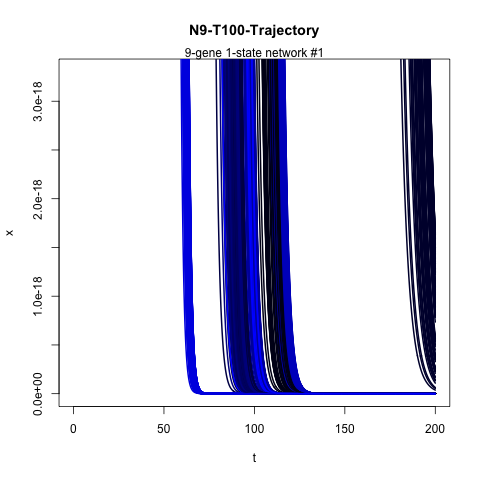 N9-T100-Trajectory
9-gene 1-state network #1
3.0e-18
2.0e-18
1.0e-18
0.0e+00
x
0
50
100
150
200
t